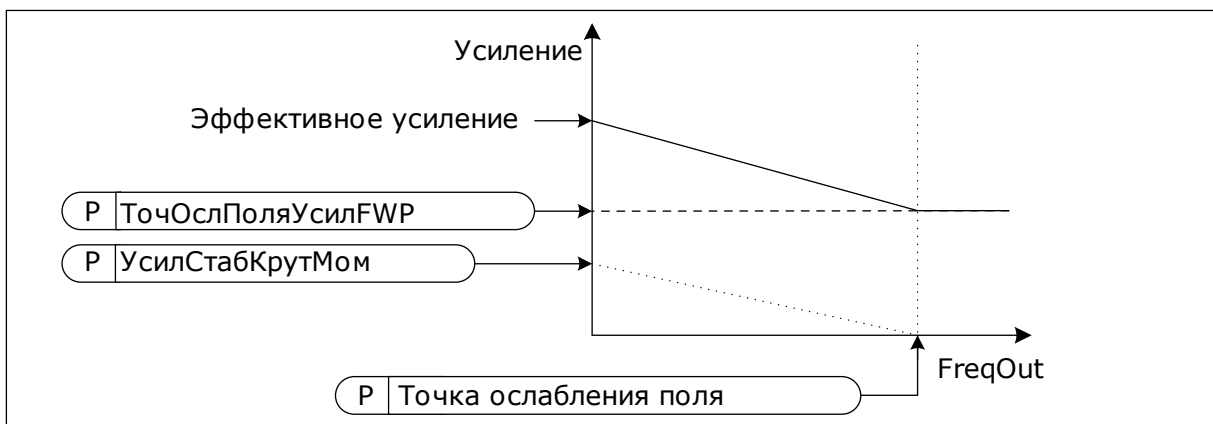 Усиление
Эффективное усиление
P ТочОслПоляУсилFWP
P УсилСтабКрутМом
FreqOut
P Точка ослабления поля